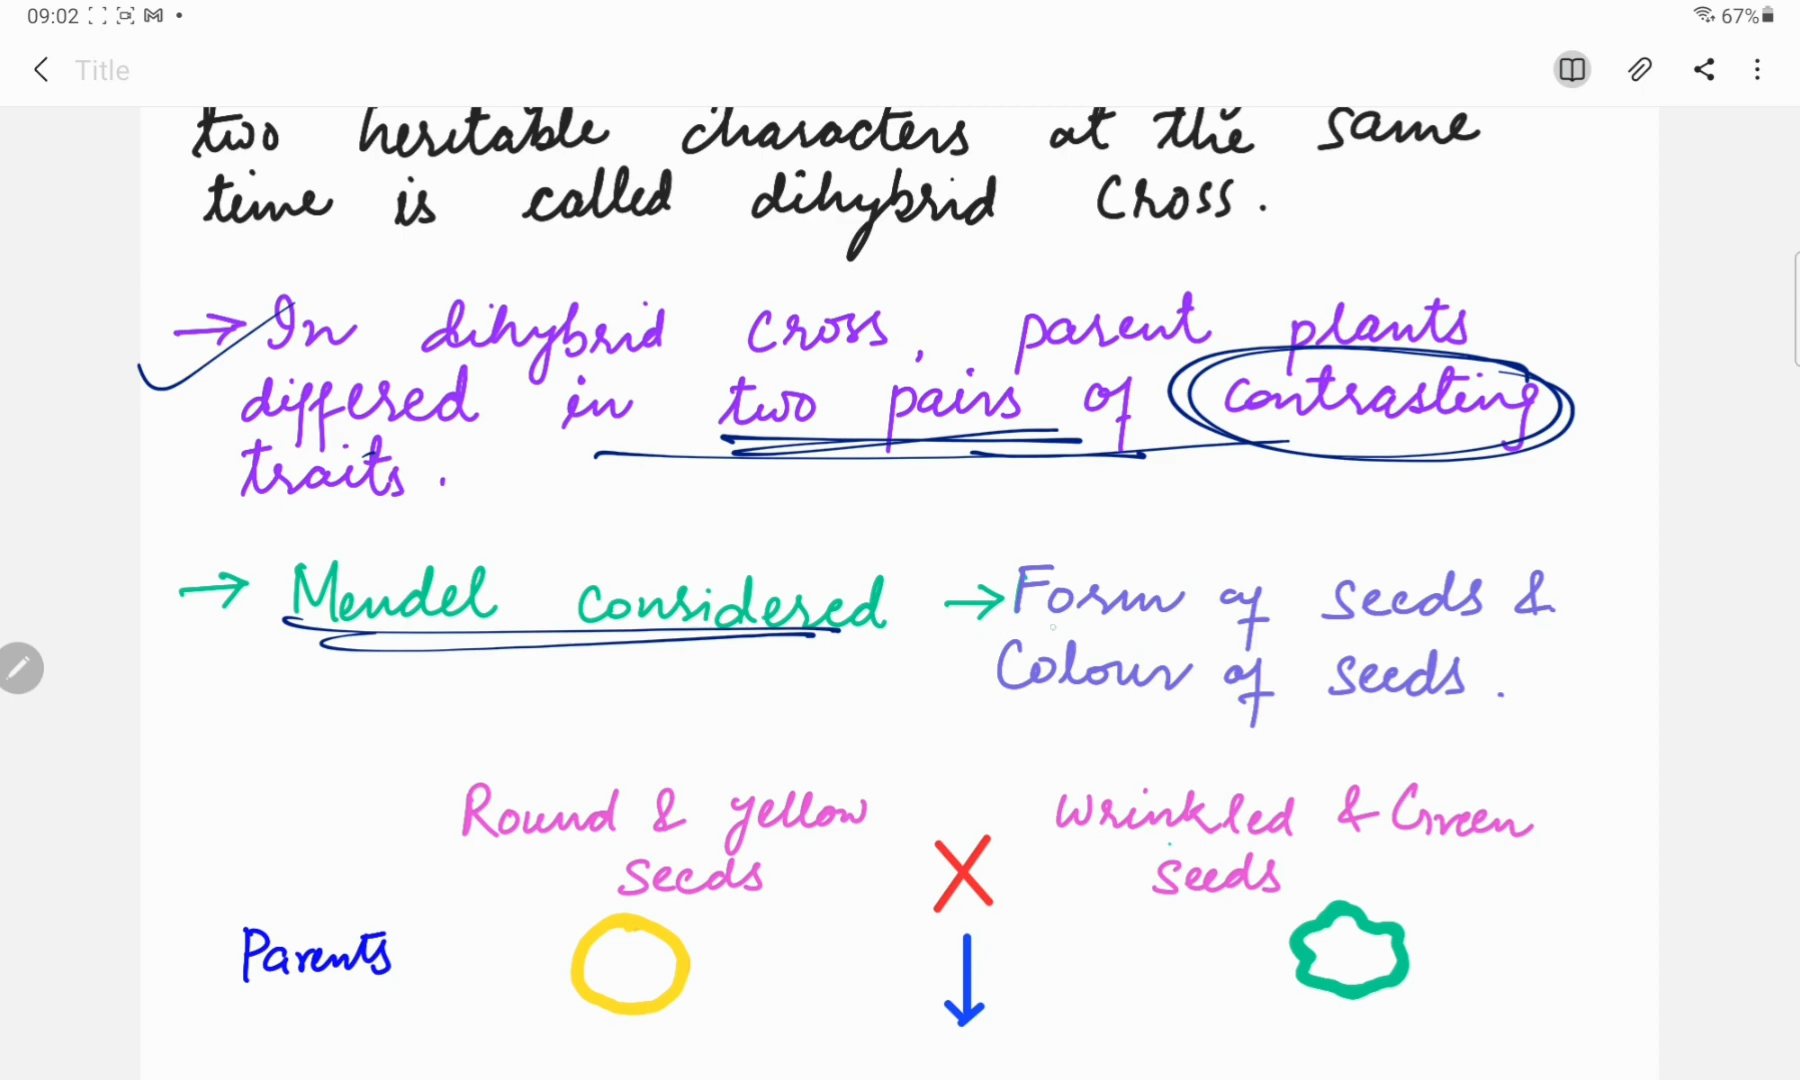 09:02
67%
Title
two heritable characters at the same
time is called dihybrid cross.
→ In dihybrid cross, parent plants
differed in two pairs of contrasting
traits.
→ Mendel considered → Form of seeds &
Colour of seeds.
Round & yellow wrinkled & Green
seeds X seeds
Parents